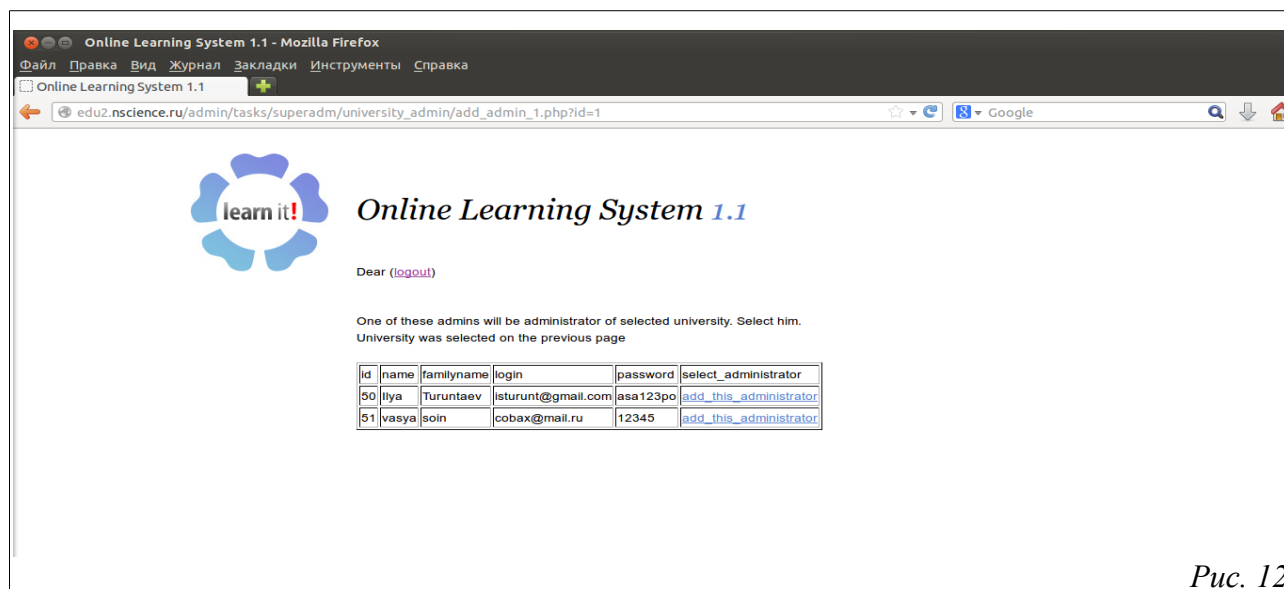 Online Learning System 1.1 - Mozilla Firefox
Файл Правка Вид Журнал Закладки Инструменты Справка
Online Learning System 1.1
edu2.nscience.ru/admin/tasks/superadm/university_admin/add_admin_1.php?id=1 Google
learn it!
Online Learning System 1.1
Dear (logout)
One of these admins will be administrator of selected university. Select him.
University was selected on the previous page
id name familyname login password select_administrator
50 Ilya Turuntaev isturunt@gmail.com asa123po add_this_administrator
51 vasya soin cobax@mail.ru 12345 add_this_administrator
Рис. 12